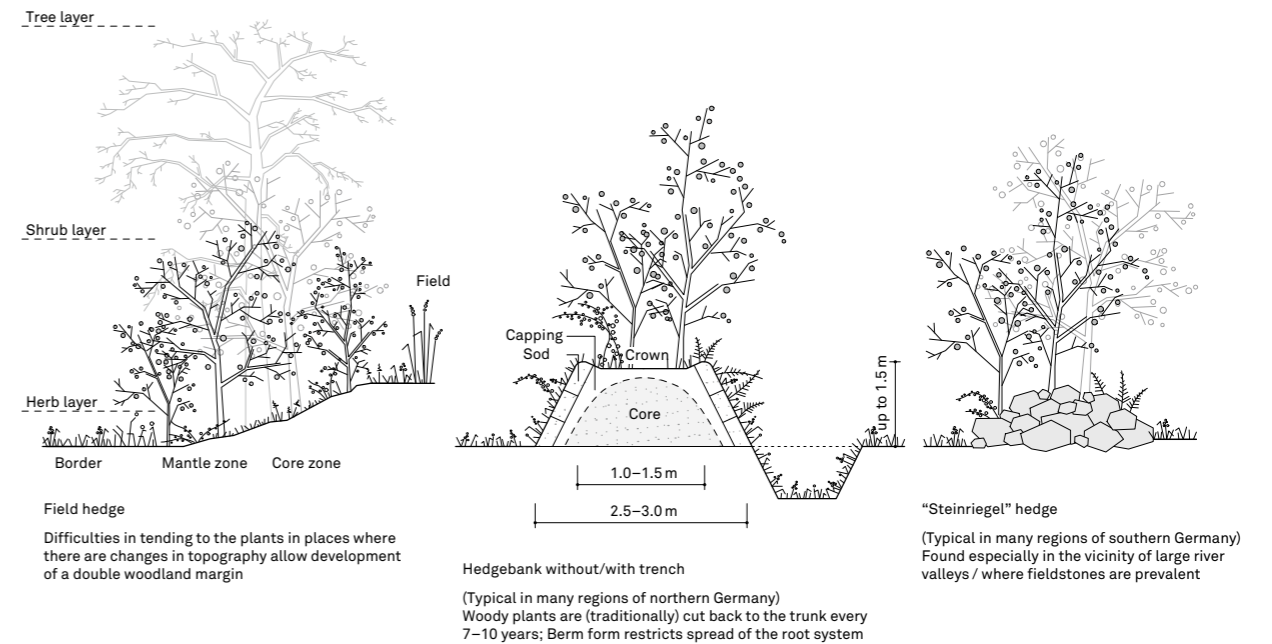 Tree layer
Shrub layer
Field
Herb layer
Border
Mantle zone
Core zone
Field hedge
Difficulties in tending to the plants in places where
there are changes in topography allow development
of a double woodland margin
Capping
Sod
Crown
Core
up to 1.5 m
1.0–1.5 m
2.5–3.0 m
Hedgebank without/with trench
(Typical in many regions of northern Germany)
Woody plants are (traditionally) cut back to the trunk every
7–10 years; Berm form restricts spread of the root system
“Steinriegel” hedge
(Typical in many regions of southern Germany)
Found especially in the vicinity of large river
valleys / where fieldstones are prevalent